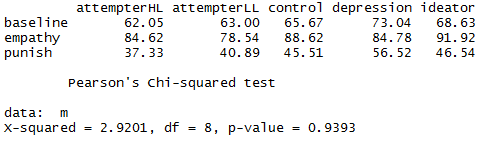 attempterHL attempterLL control depression ideator
baseline 62.05 63.00 65.67 73.04 68.63
empathy 84.62 78.54 88.62 84.78 91.92
punish 37.33 40.89 45.51 56.52 46.54
Pearson's Chi-squared test
data: m
X-squared = 2.9201, df = 8, p-value = 0.9393